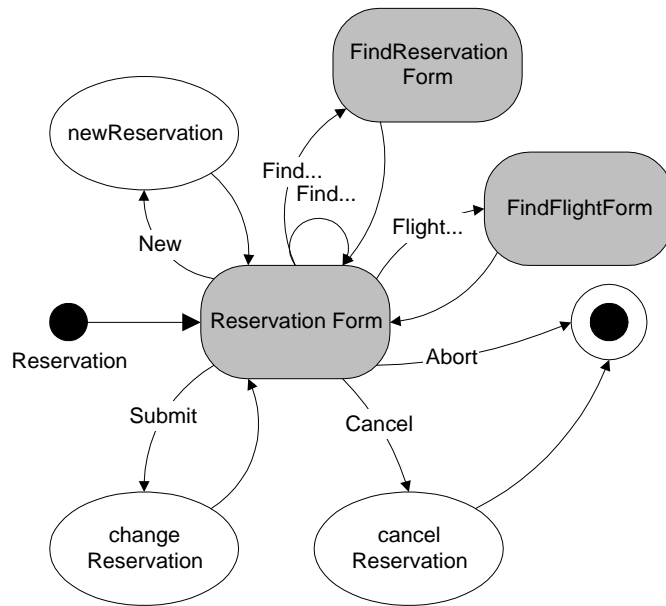 FindReservation
Form
newReservation
Find...
Find...
FindFlightForm
Flight...
New
Reservation Form
Reservation
Abort
Submit
Cancel
change
Reservation
cancel
Reservation